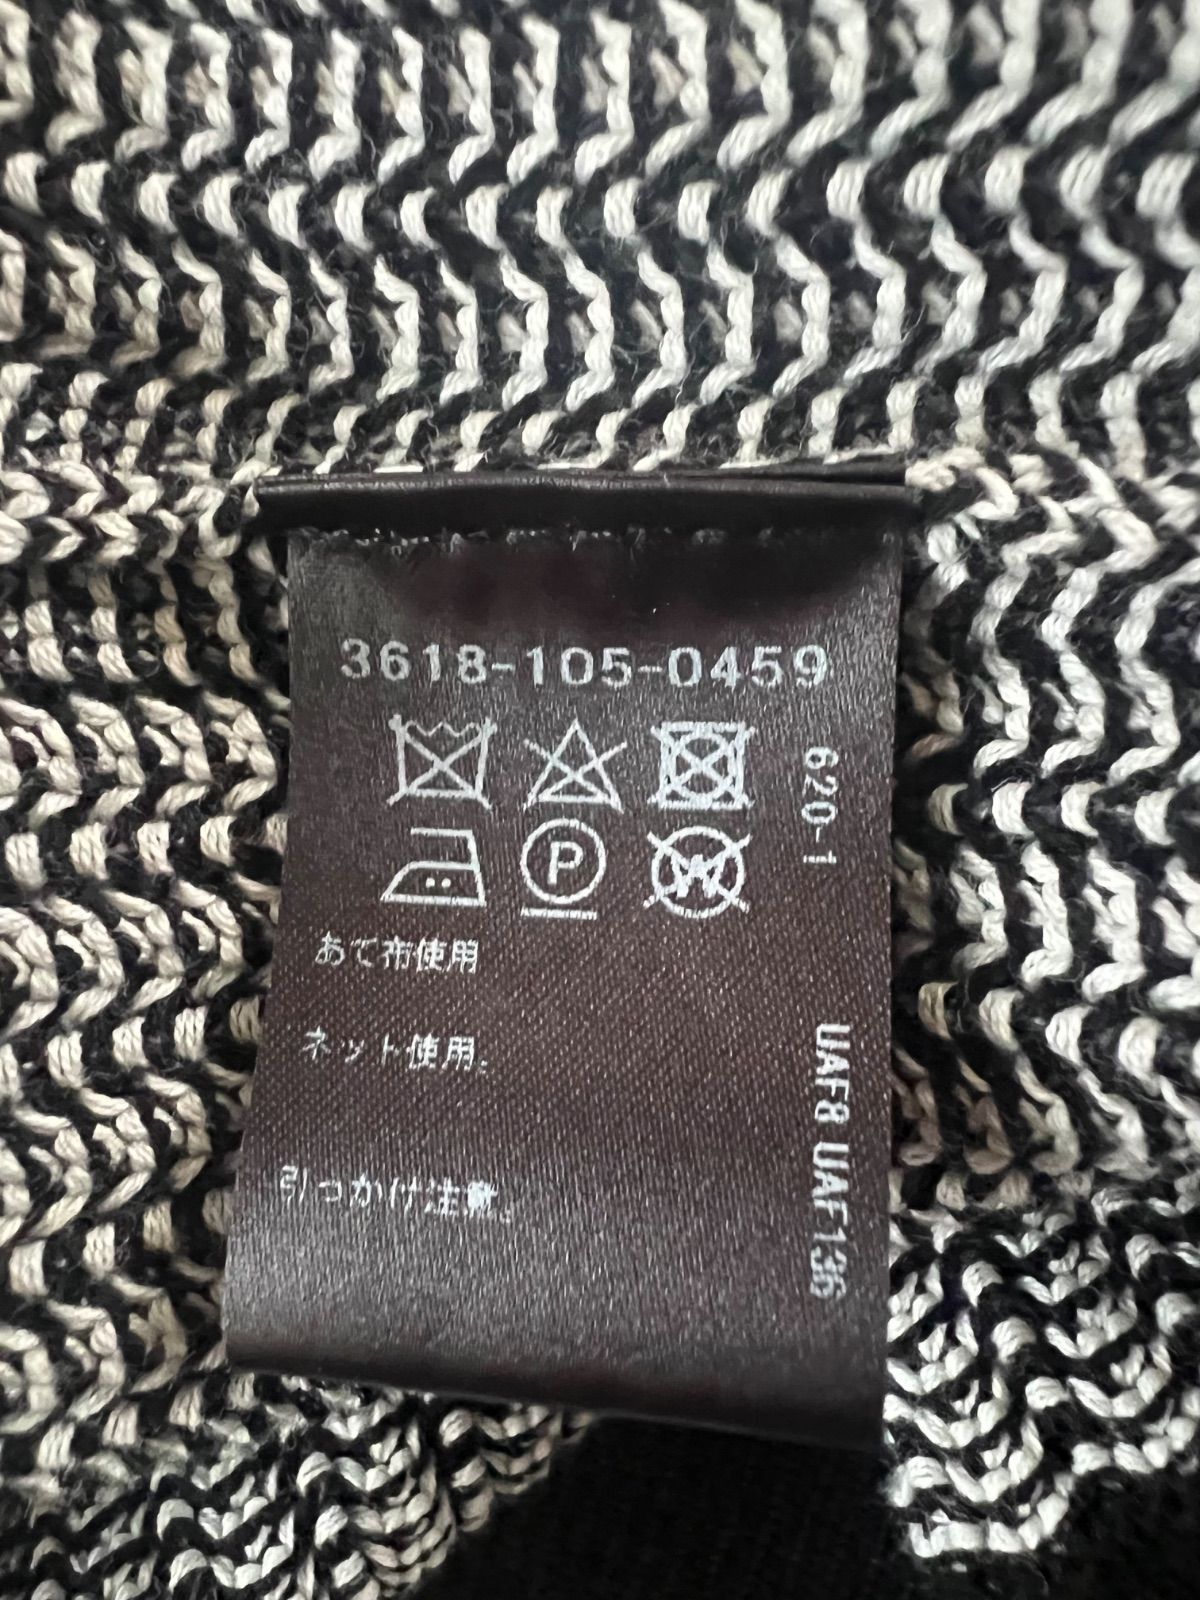 3618-105-0459
620-1
P
W
あて布使用
ネット使用。
引っかけ注意。
UAF8 UAF136